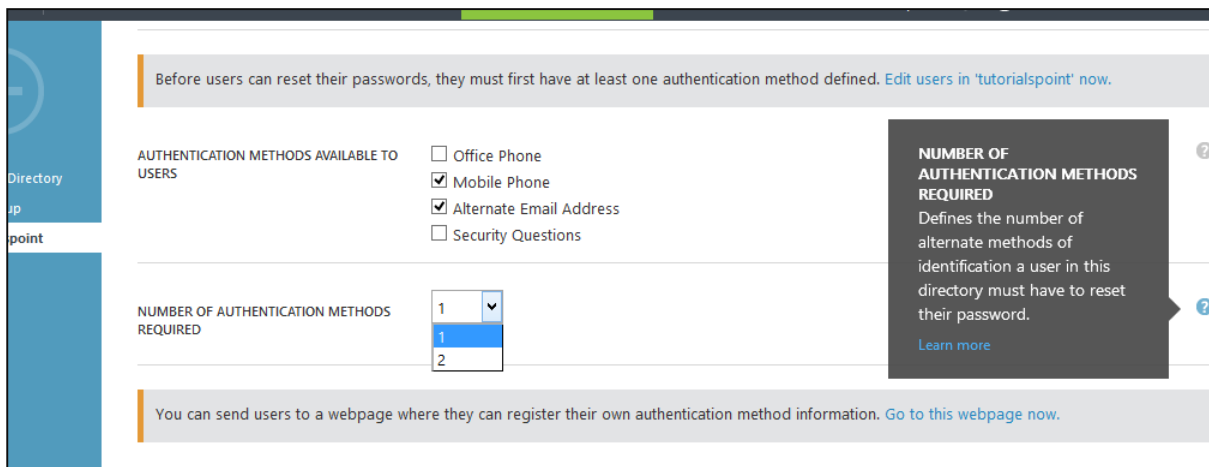 Before users can reset their passwords, they must first have at least one authentication method defined. Edit users in 'tutorialspoint' now.
AUTHENTICATION METHODS AVAILABLE TO
USERS
Office Phone
Mobile Phone
Alternate Email Address
Security Questions
NUMBER OF
AUTHENTICATION METHODS
REQUIRED
Defines the number of
alternate methods of
identification a user in this
directory must have to reset
their password.
Learn more
?
Directory
up
point
NUMBER OF AUTHENTICATION METHODS
REQUIRED
1
1
2
?
You can send users to a webpage where they can register their own authentication method information. Go to this webpage now.